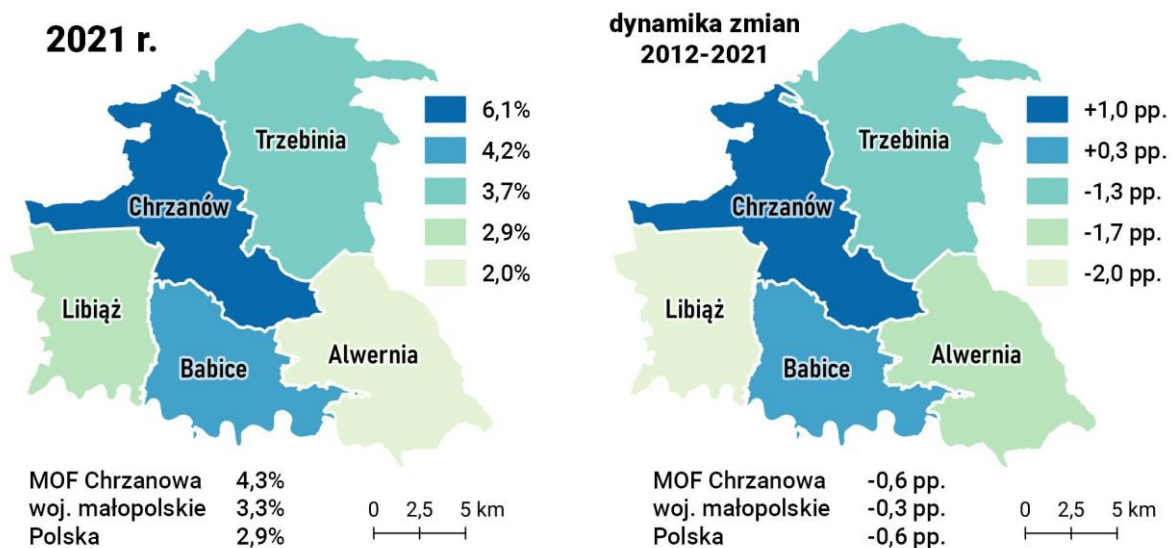 2021 r.
6,1%
4,2%
3,7%
2,9%
2,0%
Trzebinia
Chrzanów
Libiąż
Babice
Alwernia
MOF Chrzanowa 4,3%
woj. małopolskie 3,3%
Polska 2,9%
0 2,5 5 km
dynamika zmian
2012-2021
+1,0 pp.
+0,3 pp.
-1,3 pp.
-1,7 pp.
-2,0 pp.
Trzebinia
Chrzanów
Libiąż
Babice
Alwernia
MOF Chrzanowa -0,6 pp.
woj. małopolskie -0,3 pp.
Polska -0,6 pp.
0 2,5 5 km